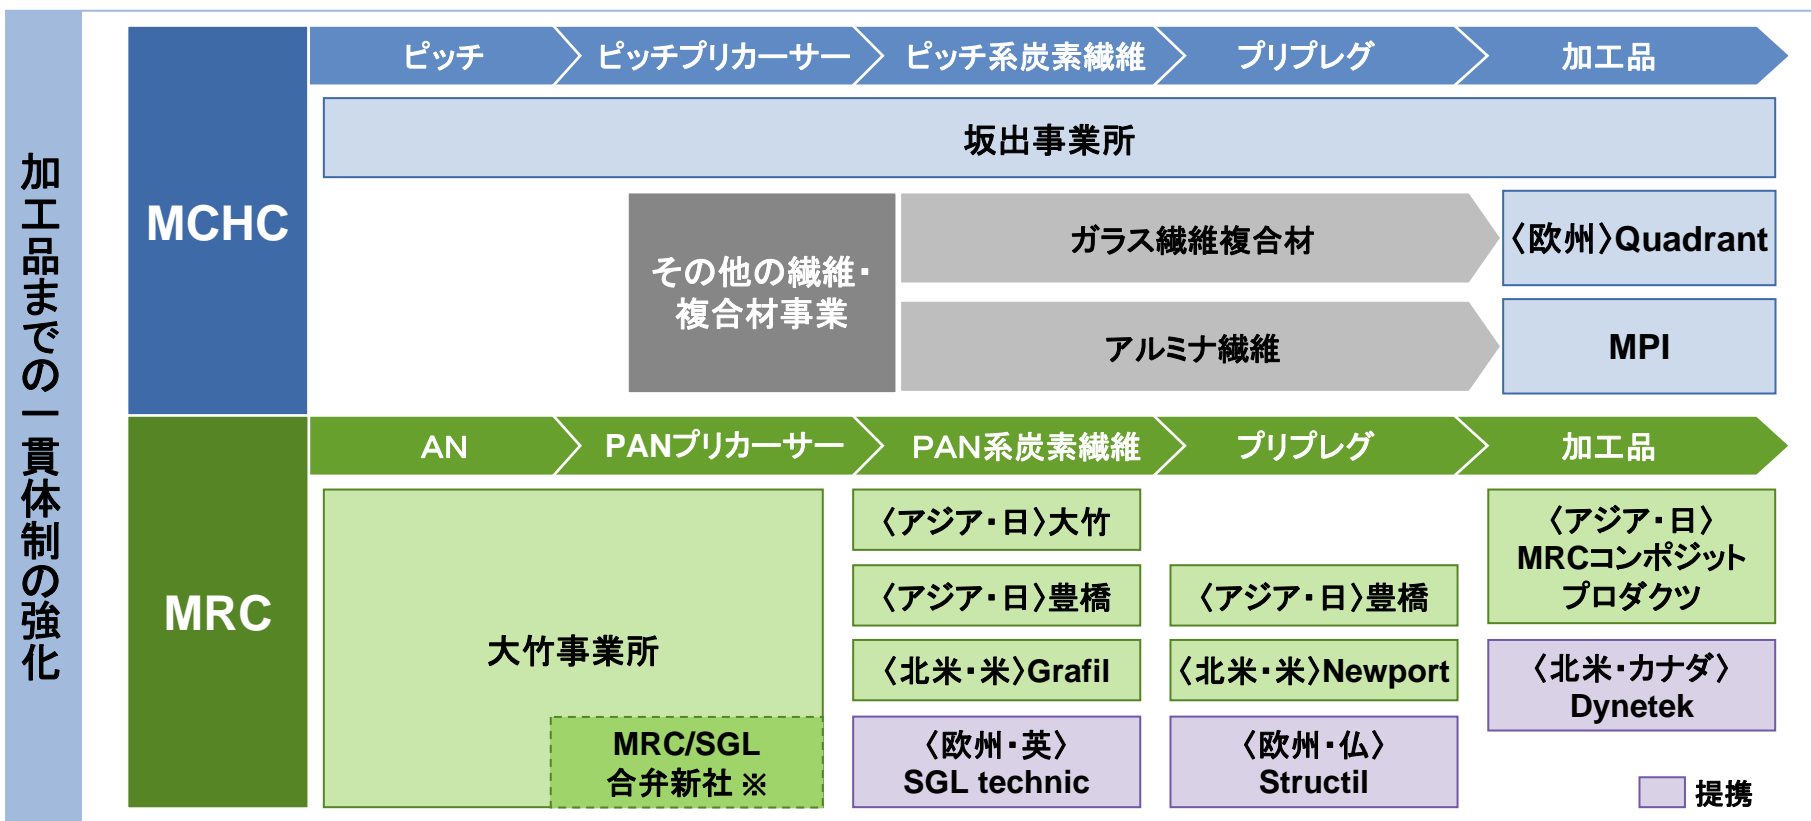 加工品までの一貫体制の強化
MCHC
ピッチ
ピッチプリカーサー
ピッチ系炭素繊維
プリプレグ
加工品
坂出事業所
その他の繊維・
複合材事業
ガラス繊維複合材
〈欧州〉Quadrant
アルミナ繊維
MPI
MRC
AN
PANプリカーサー
PAN系炭素繊維
プリプレグ
加工品
大竹事業所
MRC/SGL
合弁新社 ※
〈アジア・日〉大竹
〈アジア・日〉豊橋
〈北米・米〉Grafil
〈欧州・英〉
SGL technic
〈アジア・日〉豊橋
〈北米・米〉Newport
〈欧州・仏〉
Structil
〈アジア・日〉
MRCコンポジット
プロダクツ
〈北米・カナダ〉
Dynetek
提携